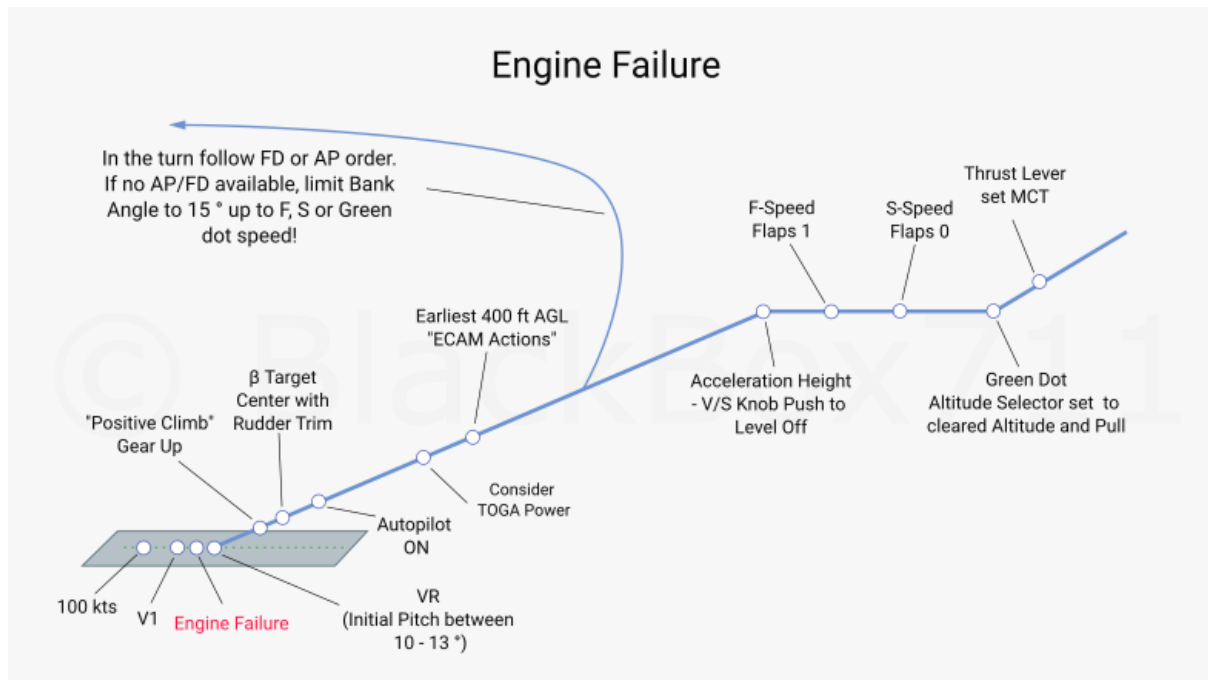 Engine Failure
In the turn follow FD or AP order.
If no AP/FD available, limit Bank
Angle to 15 ° up to F, S or Green
dot speed!
Thrust Lever
set MCT
F-Speed
Flaps 1
S-Speed
Flaps 0
Earliest 400 ft AGL
"ECAM Actions"
β Target
Center with
Rudder Trim
"Positive Climb"
Gear Up
Acceleration Height
- V/S Knob Push to
Level Off
Green Dot
Altitude Selector set to
cleared Altitude and Pull
Consider
TOGA Power
Autopilot
ON
100 kts
V1
Engine Failure
VR
(Initial Pitch between
10 - 13 °)
© BlackBox711